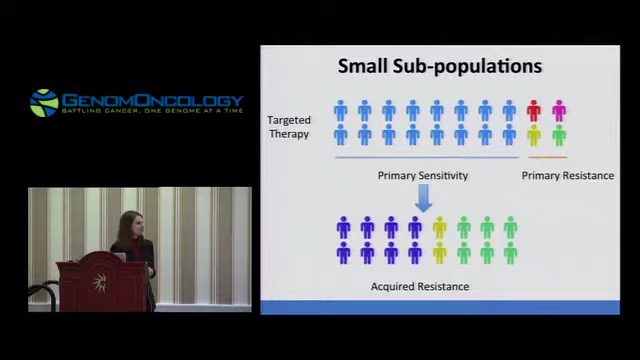 GENOMONCOLOGY
BATTLING CANCER, ONE GENOME AT A TIME
Small Sub-populations
Targeted
Therapy
Primary Sensitivity
Primary Resistance
Acquired Resistance